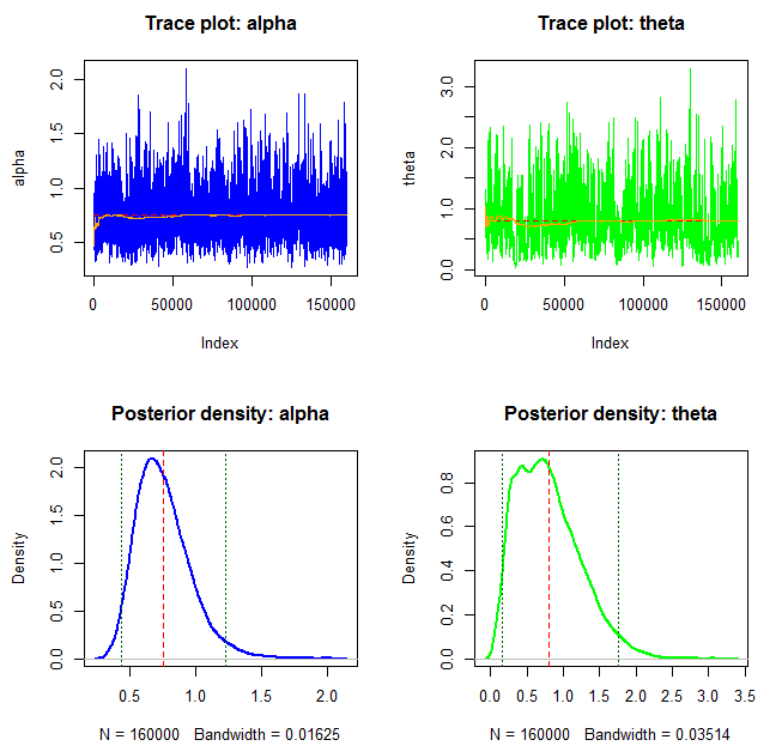 Trace plot: alpha
alpha
2.0
1.5
1.0
0.5
0 50000 100000 150000
Index
Trace plot: theta
theta
3.0
2.0
1.0
0.0
0 50000 100000 150000
Index
Posterior density: alpha
Density
2.0
1.5
1.0
0.5
0.0
0.5 1.0 1.5 2.0
N = 160000 Bandwidth = 0.01625
Posterior density: theta
Density
0.8
0.6
0.4
0.2
0.0
0.0 0.5 1.0 1.5 2.0 2.5 3.0 3.5
N = 160000 Bandwidth = 0.03514